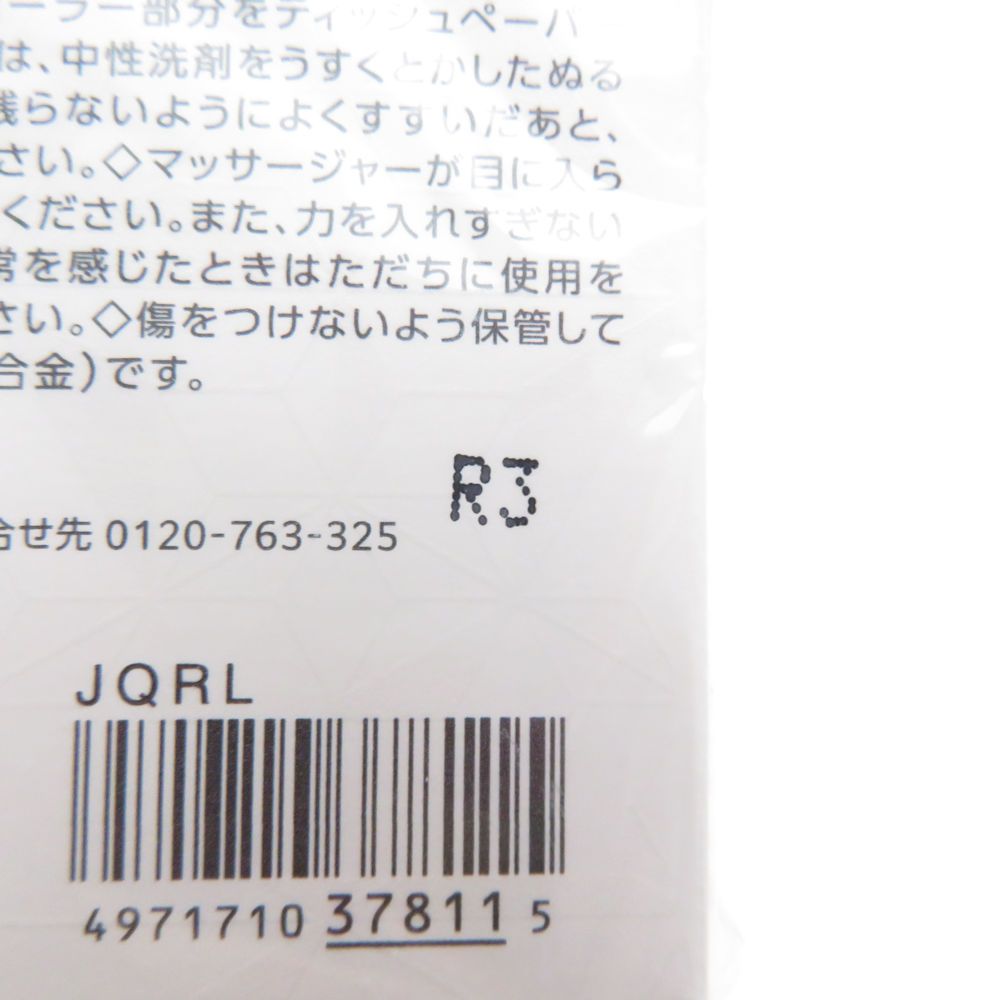 ーラー部分をティッシュペーパ
は、中性洗剤をうすくとかしたぬる
残らないようによくすすいだあと、
さい。◇マッサージャーが目に入ら
ください。また、力を入れすぎない
常を感じたときはただちに使用を
さい。◇傷をつけないよう保管して
合金)です。
R3
合せ先 0120-763-325
JQRL
4971710 37811 5